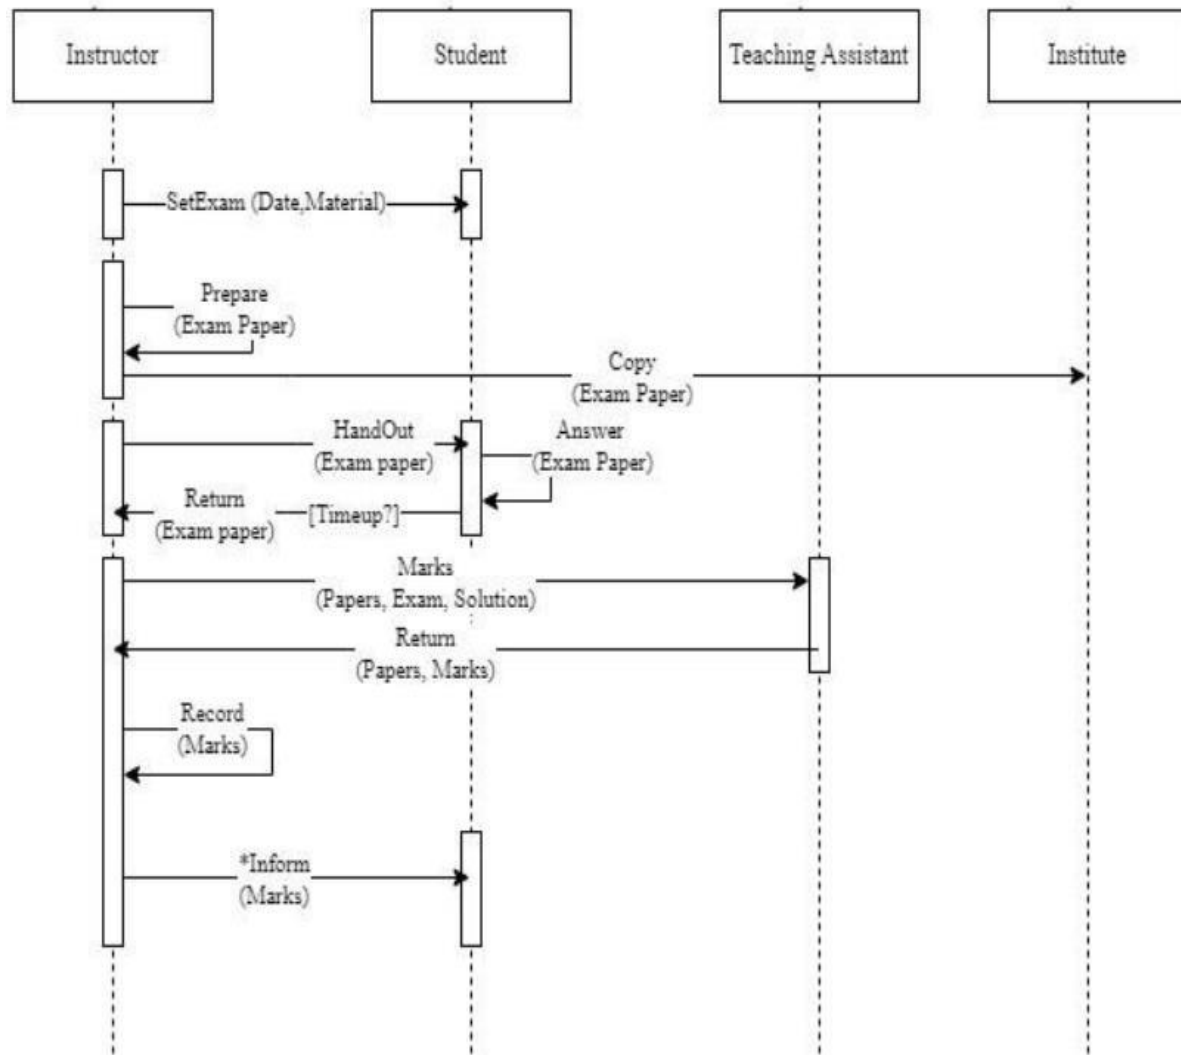 Instructor
Student
Teaching Assistant
Institute
SetExam (Date,Material)
Prepare
(Exam Paper)
Copy
(Exam Paper)
HandOut
(Exam paper)
Answer
(Exam Paper)
Return
(Exam paper)
[Timeup?]
Marks
(Papers, Exam, Solution)
Return
(Papers, Marks)
Record
(Marks)
*Inform
(Marks)